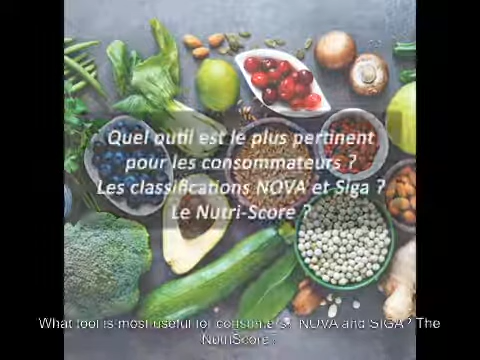 Quel outil est le plus pertinent
pour les consommateurs ?
Les classifications NOVA et Siga ?
Le Nutri-Score ?
What tool is most useful for consumers? NOVA and SIGA? The
NutriScore?